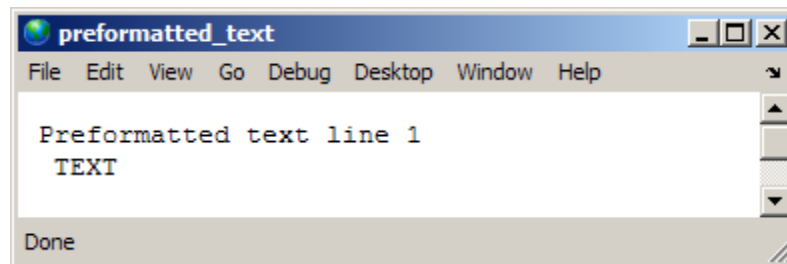 preformatted_text
File Edit View Go Debug Desktop Window Help
Preformatted text line 1
TEXT
Done